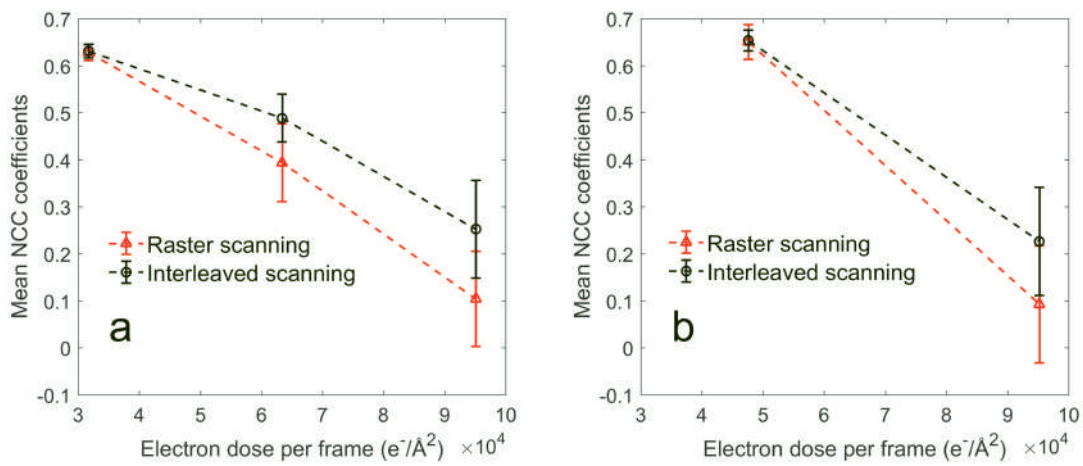 0.7
0.6
0.5
0.4
0.3
0.2
0.1
0
-0.1
Mean NCC coefficients
Raster scanning
Interleaved scanning
a
3 4 5 6 7 8 9 10
Electron dose per frame (e⁻/Å²) ×10⁴
0.7
0.6
0.5
0.4
0.3
0.2
0.1
0
-0.1
Mean NCC coefficients
Raster scanning
Interleaved scanning
b
3 4 5 6 7 8 9 10
Electron dose per frame (e⁻/Å²) ×10⁴